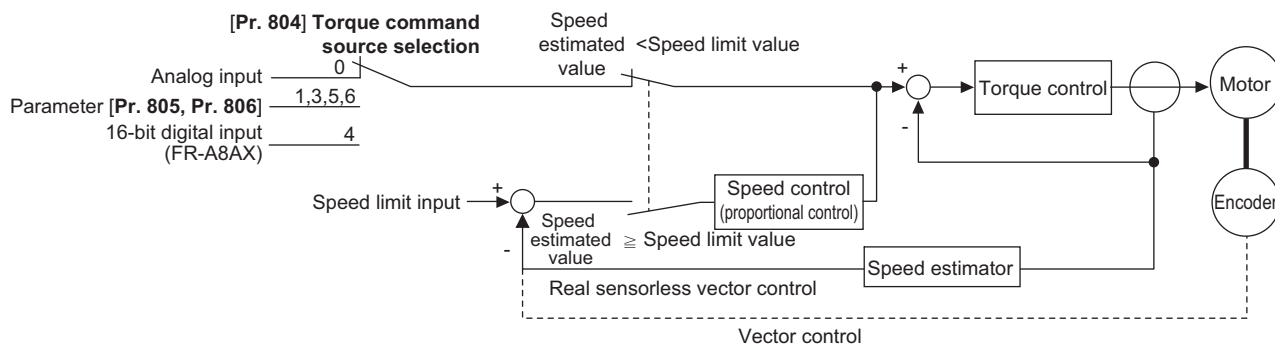 [Pr. 804] Torque command
source selection
Speed
estimated
value
<Speed limit value
Analog input
0
Parameter [Pr. 805, Pr. 806]
1,3,5,6
16-bit digital input
(FR-A8AX)
4
+
-
Torque control
Motor
Encoder
Speed limit input
+
-
Speed
estimated
value
≧ Speed limit value
Speed control
(proportional control)
Speed estimator
Real sensorless vector control
Vector control